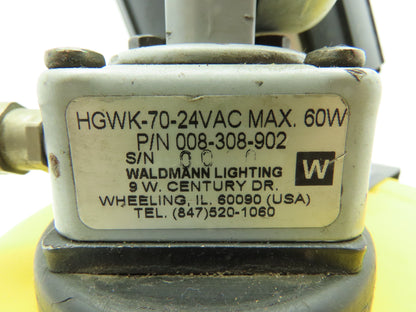 HGWK-70-24VAC MAX. 60W
P/N 008-308-902
S/N
WALDMANN LIGHTING
W
9 W. CENTURY DR.
WHEELING, IL. 60090 (USA)
TEL. (847)520-1060